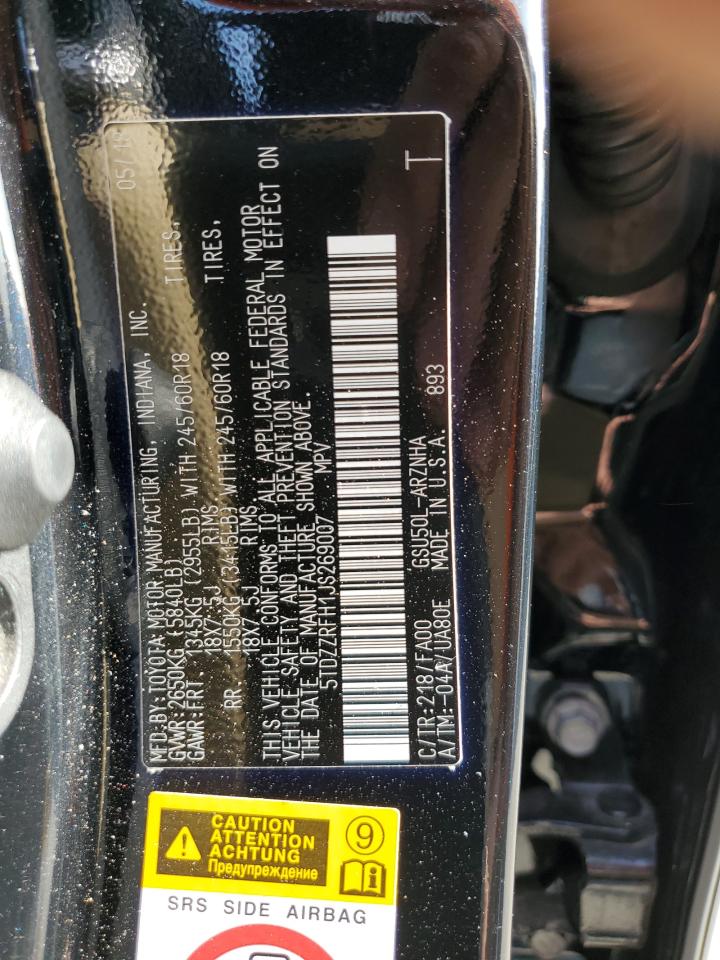 MFD.BY:TOYOTA MOTOR MANUFACTURING, INDIANA, INC. 05/1
GVWR:2650KG (5840LB)
GAWR:FRT. 1345KG (2955LB) WITH 245/60R18 TIRES,
18X7.5J RIMS
RR. 1550KG (3415LB) WITH 245/60R18 TIRES,
18X7.5J RIMS
THIS VEHICLE CONFORMS TO ALL APPLICABLE FEDERAL MOTOR
VEHICLE SAFETY AND THEFT PREVENTION STANDARDS IN EFFECT ON
THE DATE OF MANUFACTURE SHOWN ABOVE.
5TDZZRFH1JS269007 MPV
C/TR:2187/FA00 GSU50L-ARZNHA T
A/TM:-04A/UA80E MADE IN U.S.A. 893
CAUTION
ATTENTION
ACHTUNG
Предупреждение
9
i
SRS SIDE AIRBAG